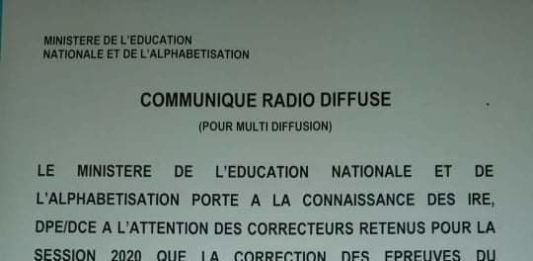 MINISTERE DE L'EDUCATION
NATIONALE ET DE L'ALPHABETISATION
COMMUNIQUE RADIO DIFFUSE
(POUR MULTI DIFFUSION)
LE MINISTERE DE L'EDUCATION NATIONALE ET DE
L'ALPHABETISATION PORTE A LA CONNAISSANCE DES IRE,
DPE/DCE A L'ATTENTION DES CORRECTEURS RETENUS POUR LA
SESSION 2020 QUE LA CORRECTION DES EPREUVES DU